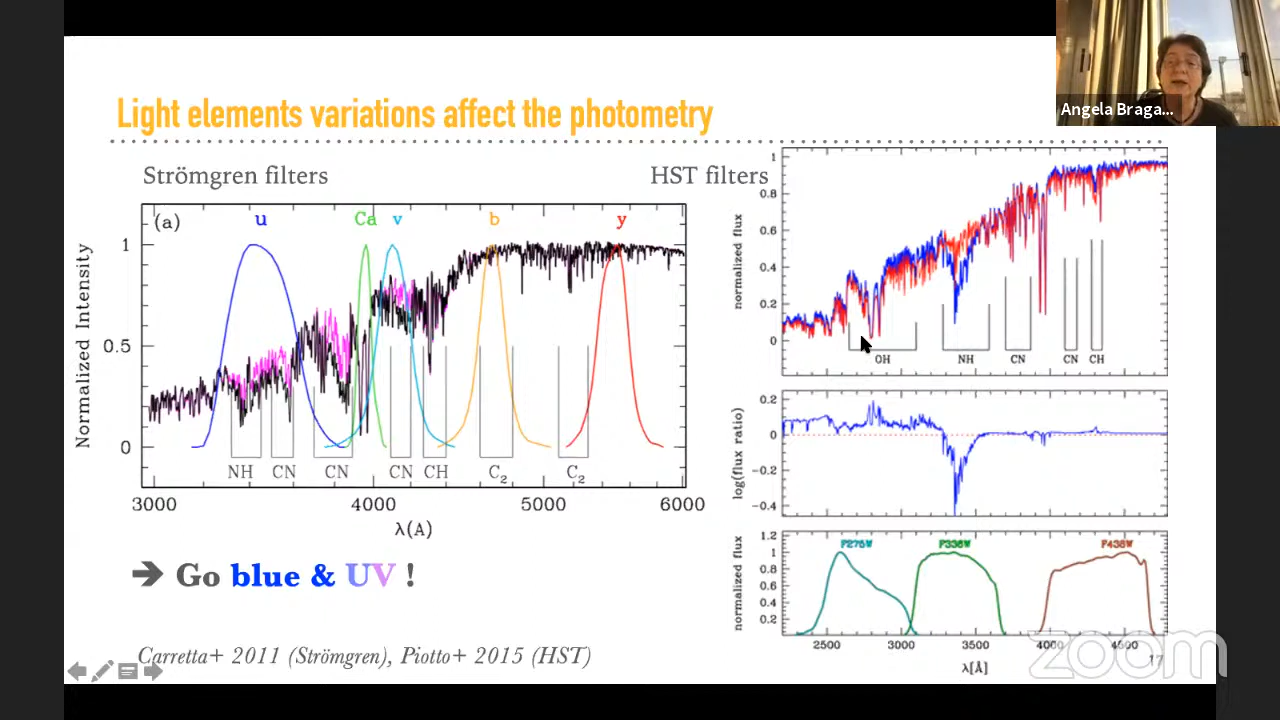 Angela Braga...
Light elements variations affect the photometry
Strömgren filters
HST filters
(a)
u
Ca
v
b
y
Normalized Intensity
1
0.5
0
NH
CN
CN
CN
CH
C2
C2
3000
4000
5000
6000
λ(A)
normalized flux
1
0.8
0.6
0.4
0.2
0
OH
NH
CN
CN
CH
log(flux ratio)
0.2
0
-0.2
-0.4
normalized flux
1.2
1
0.8
0.6
0.4
0.2
F275W
F336W
F438W
2500
3000
3500
4000
4500
λ[Å]
➔ Go blue & UV !
Carretta+ 2011 (Strömgren), Piotto+ 2015 (HST)
17
zoom